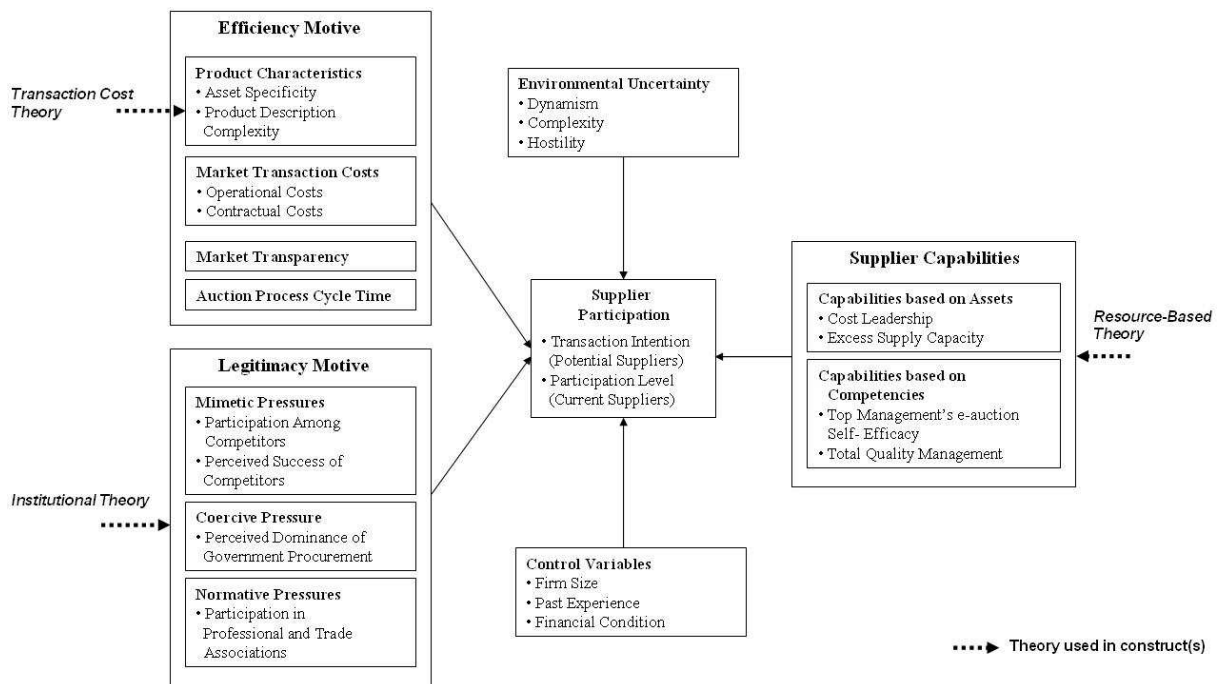 Efficiency Motive
Product Characteristics
• Asset Specificity
• Product Description
Complexity
Market Transaction Costs
• Operational Costs
• Contractual Costs
Market Transparency
Auction Process Cycle Time
Transaction Cost
Theory
Legitimacy Motive
Mimetic Pressures
• Participation Among
Competitors
• Perceived Success of
Competitors
Coercive Pressure
• Perceived Dominance of
Government Procurement
Normative Pressures
• Participation in
Professional and Trade
Associations
Institutional Theory
Environmental Uncertainty
• Dynamism
• Complexity
• Hostility
Supplier
Participation
• Transaction Intention
(Potential Suppliers)
• Participation Level
(Current Suppliers)
Control Variables
• Firm Size
• Past Experience
• Financial Condition
Supplier Capabilities
Capabilities based on Assets
• Cost Leadership
• Excess Supply Capacity
Capabilities based on
Competencies
• Top Management's e-auction
Self- Efficacy
• Total Quality Management
Resource-Based
Theory
Theory used in construct(s)